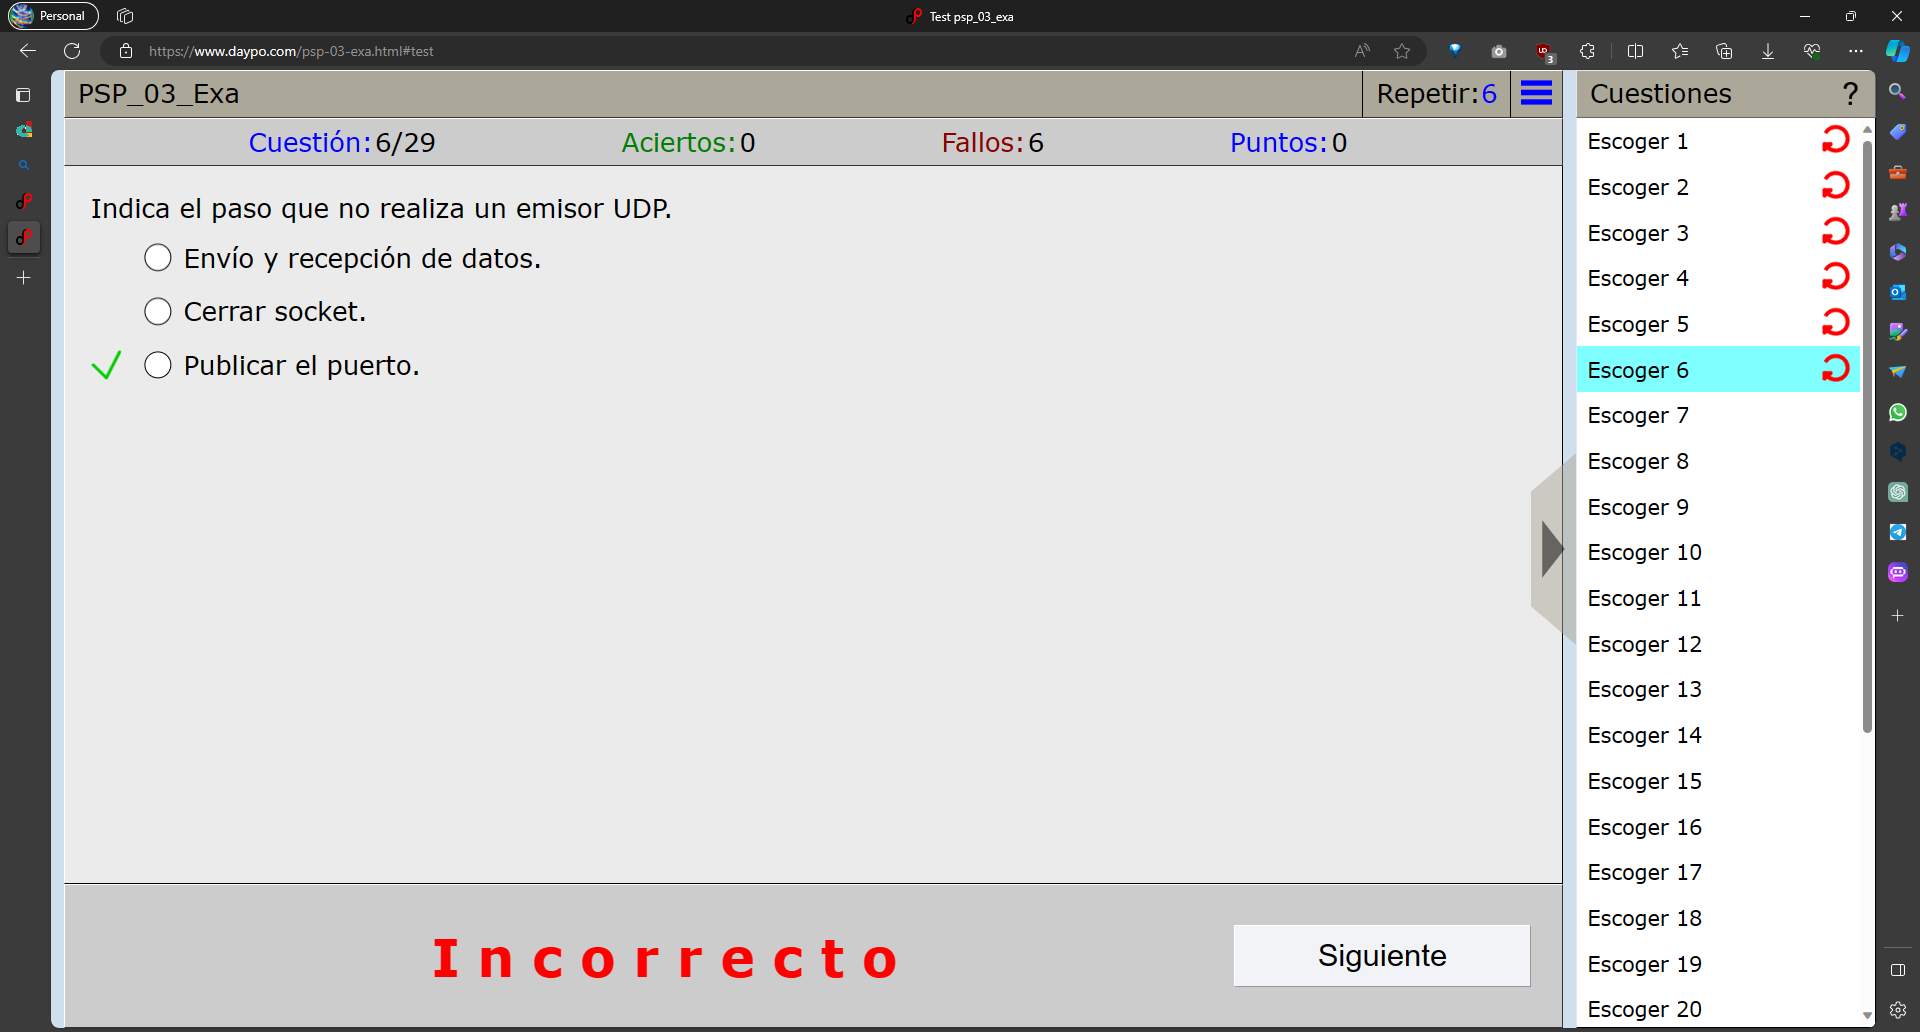 Personal
Test psp_03_exa
https://www.daypo.com/psp-03-exa.html#test
3
PSP_03_Exa
Repetir:6
Cuestiones
?
Cuestión:6/29
Aciertos:0
Fallos:6
Puntos:0
Indica el paso que no realiza un emisor UDP.
Envío y recepción de datos.
Cerrar socket.
Publicar el puerto.
Incorrecto
Siguiente
Escoger 1
Escoger 2
Escoger 3
Escoger 4
Escoger 5
Escoger 6
Escoger 7
Escoger 8
Escoger 9
Escoger 10
Escoger 11
Escoger 12
Escoger 13
Escoger 14
Escoger 15
Escoger 16
Escoger 17
Escoger 18
Escoger 19
Escoger 20